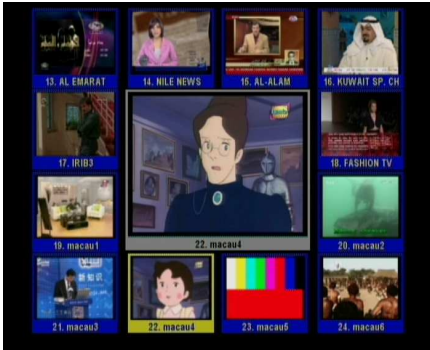 13. AL EMARAT
14. NILE NEWS
15. AL-ALAM
16. KUWAIT SP. CH
17. IRIB3
18. FASHION TV
22. macau4
19. macau1
20. macau2
21. macau3
22. macau4
23. macau5
24. macau6